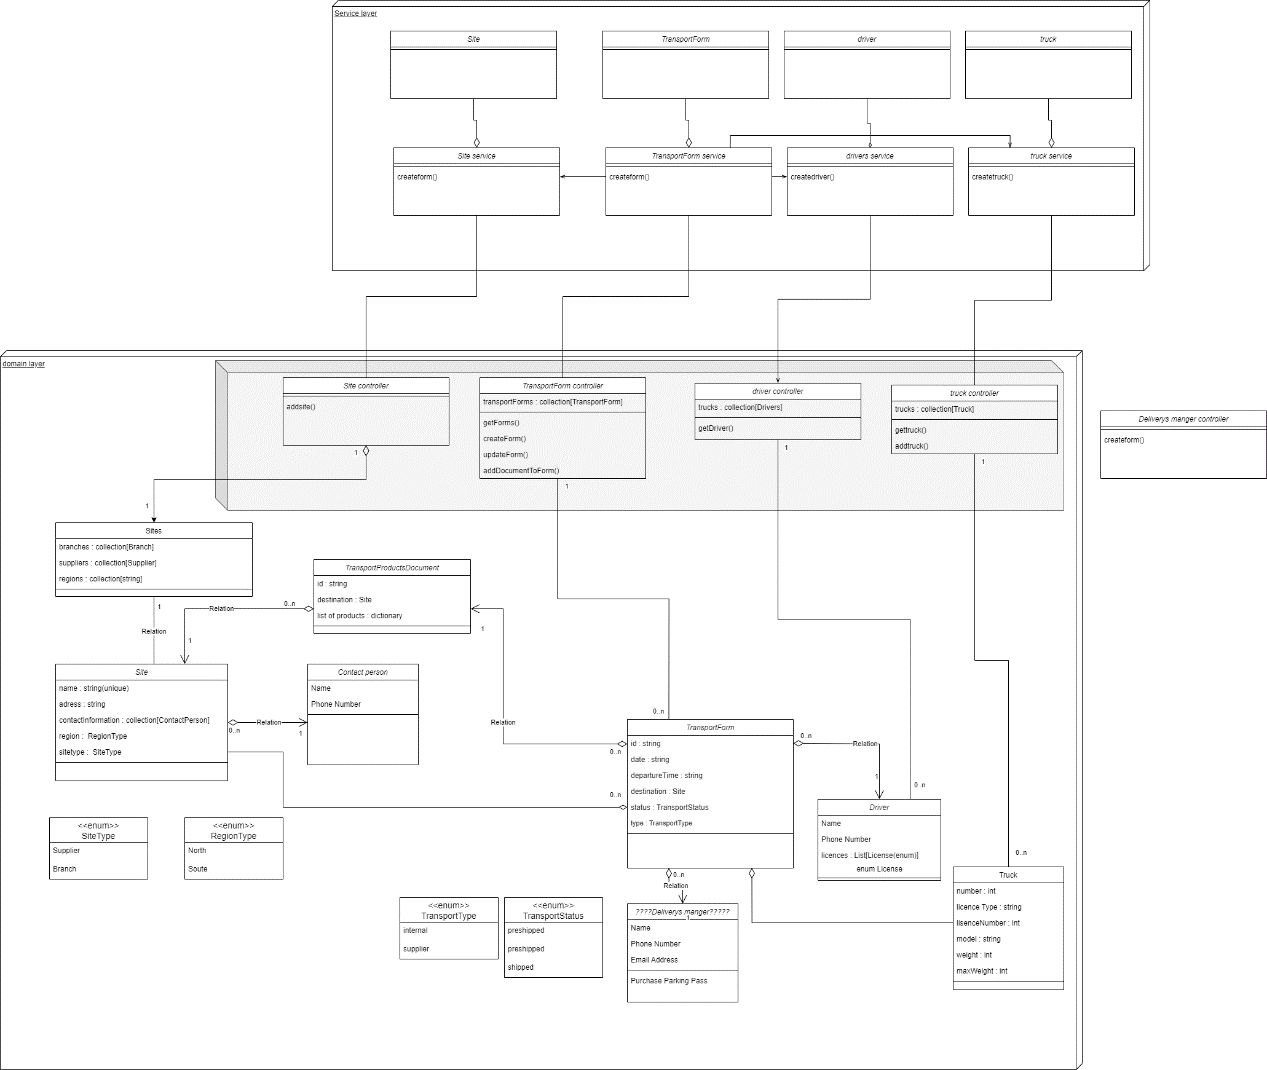 Service layer
Site
TransportForm
driver
truck
Site service
createform()
TransportForm service
createform()
drivers service
createdriver()
truck service
createtruck()
domain layer
Site controller
addsite()
1
TransportForm controller
transportForms : collection[TransportForm]
getForms()
createForm()
updateForm()
addDocumentToForm()
1
driver controller
trucks : collection[Drivers]
getDriver()
1
truck controller
trucks : collection[Truck]
gettruck()
addtruck()
1
Deliverys manger controller
createform()
1
Sites
branches : collection[Branch]
suppliers : collection[Supplier]
regions : collection[string]
1
Relation
TransportProductsDocument
id : string
destination : Site
list of products : dictionary
0..n
Relation
1
1
Site
name : string(unique)
adress : string
contactinformation : collection[ContactPerson]
region : RegionType
sitetype : SiteType
Contact person
Name
Phone Number
Relation
0..n
1
Relation
0..n
0..n
0..n
TransportForm
id : string
date : string
departureTime : string
destination : Site
status : TransportStatus
type : TransportType
0..n
Relation
1
0..n
Driver
Name
Phone Number
licences : List[License(enum)]
enum License
<<enum>>
SiteType
Supplier
Branch
<<enum>>
RegionType
North
Soute
0..n
Truck
number : int
licence Type : string
lisenceNumber : int
model : string
weight : int
maxWeight : int
0..n
Relation
<<enum>>
TransportType
internal
supplier
<<enum>>
TransportStatus
preshipped
preshipped
shipped
????Deliverys manger?????
1
Name
Phone Number
Email Address
Purchase Parking Pass